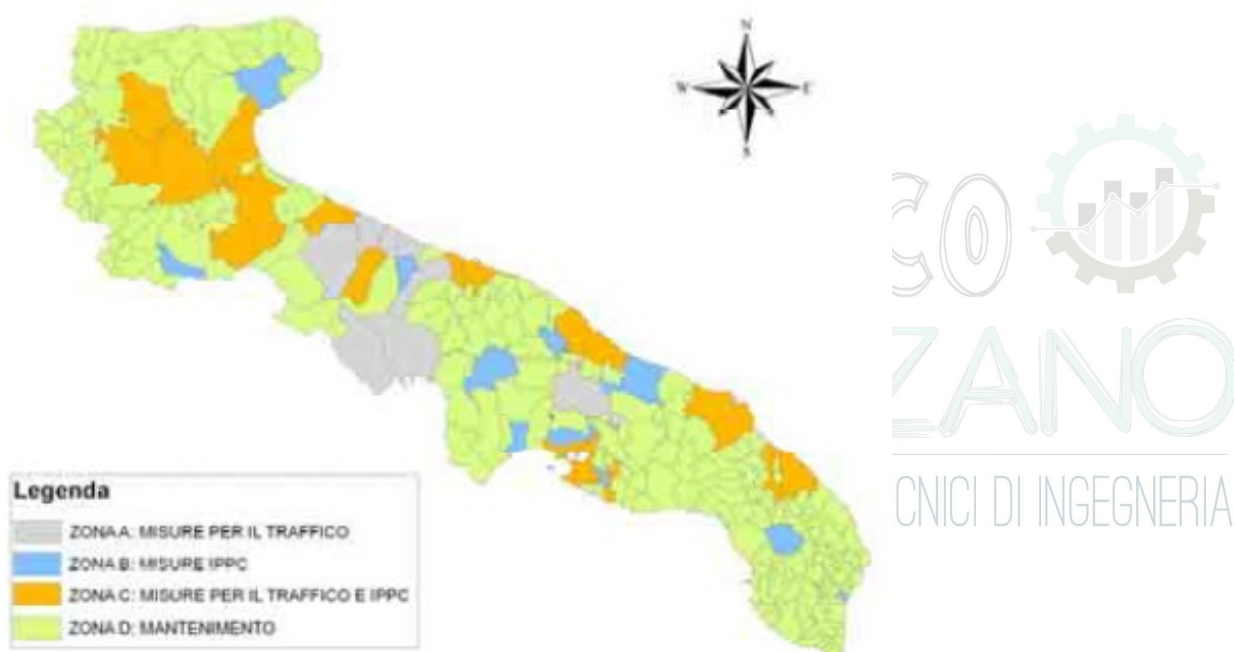 N
W E
S
CO
ZANO
CNICI DI INGEGNERIA
Legenda
ZONA A: MISURE PER IL TRAFFICO
ZONA B: MISURE IPPC
ZONA C: MISURE PER IL TRAFFICO E IPPC
ZONA D: MANTENIMENTO